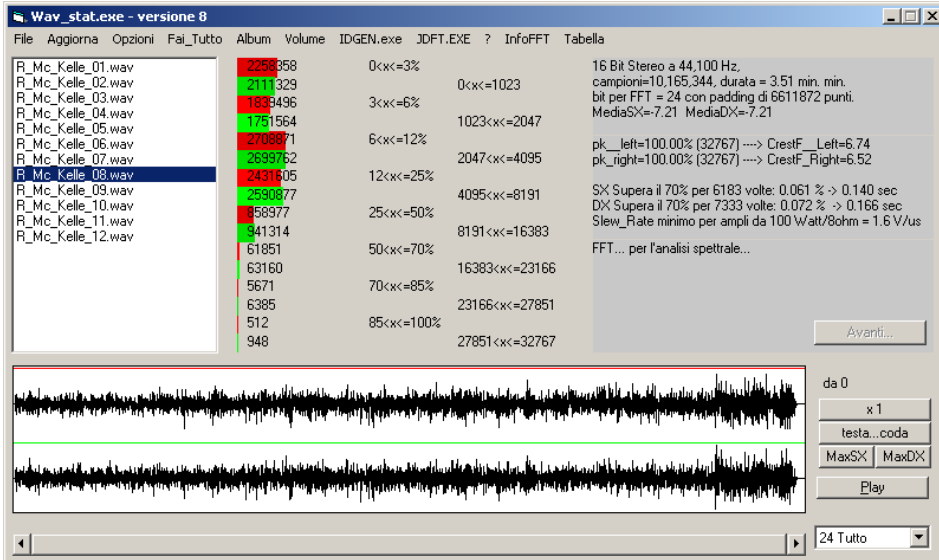 Wav_stat.exe - versione 8
File Aggiorna Opzioni Fai_Tutto Album Volume IDGEN.exe JDFT.EXE ? InfoFFT Tabella
R_Mc_Kelle_01.wav
R_Mc_Kelle_02.wav
R_Mc_Kelle_03.wav
R_Mc_Kelle_04.wav
R_Mc_Kelle_05.wav
R_Mc_Kelle_06.wav
R_Mc_Kelle_07.wav
R_Mc_Kelle_08.wav
R_Mc_Kelle_09.wav
R_Mc_Kelle_10.wav
R_Mc_Kelle_11.wav
R_Mc_Kelle_12.wav
2259358 0<x<=3%
2111329 0<x<=1023
1839496 3<x<=6%
1751564 1023<x<=2047
2708871 6<x<=12%
2699762 2047<x<=4095
2431605 12<x<=25%
2590877 4095<x<=8191
858977 25<x<=50%
941314 8191<x<=16383
61851 50<x<=70%
63160 16383<x<=23166
5671 70<x<=85%
6385 23166<x<=27851
512 85<x<=100%
948 27851<x<=32767
16 Bit Stereo a 44,100 Hz,
campioni=10,165,344, durata = 3.51 min. min.
bit per FFT = 24 con padding di 6611872 punti.
MediaSX=-7.21 MediaDX=-7.21
pk__left=100.00% (32767) ----> CrestF__Left=6.74
pk_right=100.00% (32767) ----> CrestF_Right=6.52
SX Supera il 70% per 6183 volte: 0.061 % -> 0.140 sec
DX Supera il 70% per 7333 volte: 0.072 % -> 0.166 sec
Slew_Rate minimo per ampli da 100 Watt/8ohm = 1.6 V/us
FFT... per l'analisi spettrale...
Avanti...
da 0
x 1
testa...coda
MaxSX MaxDX
Play
24 Tutto